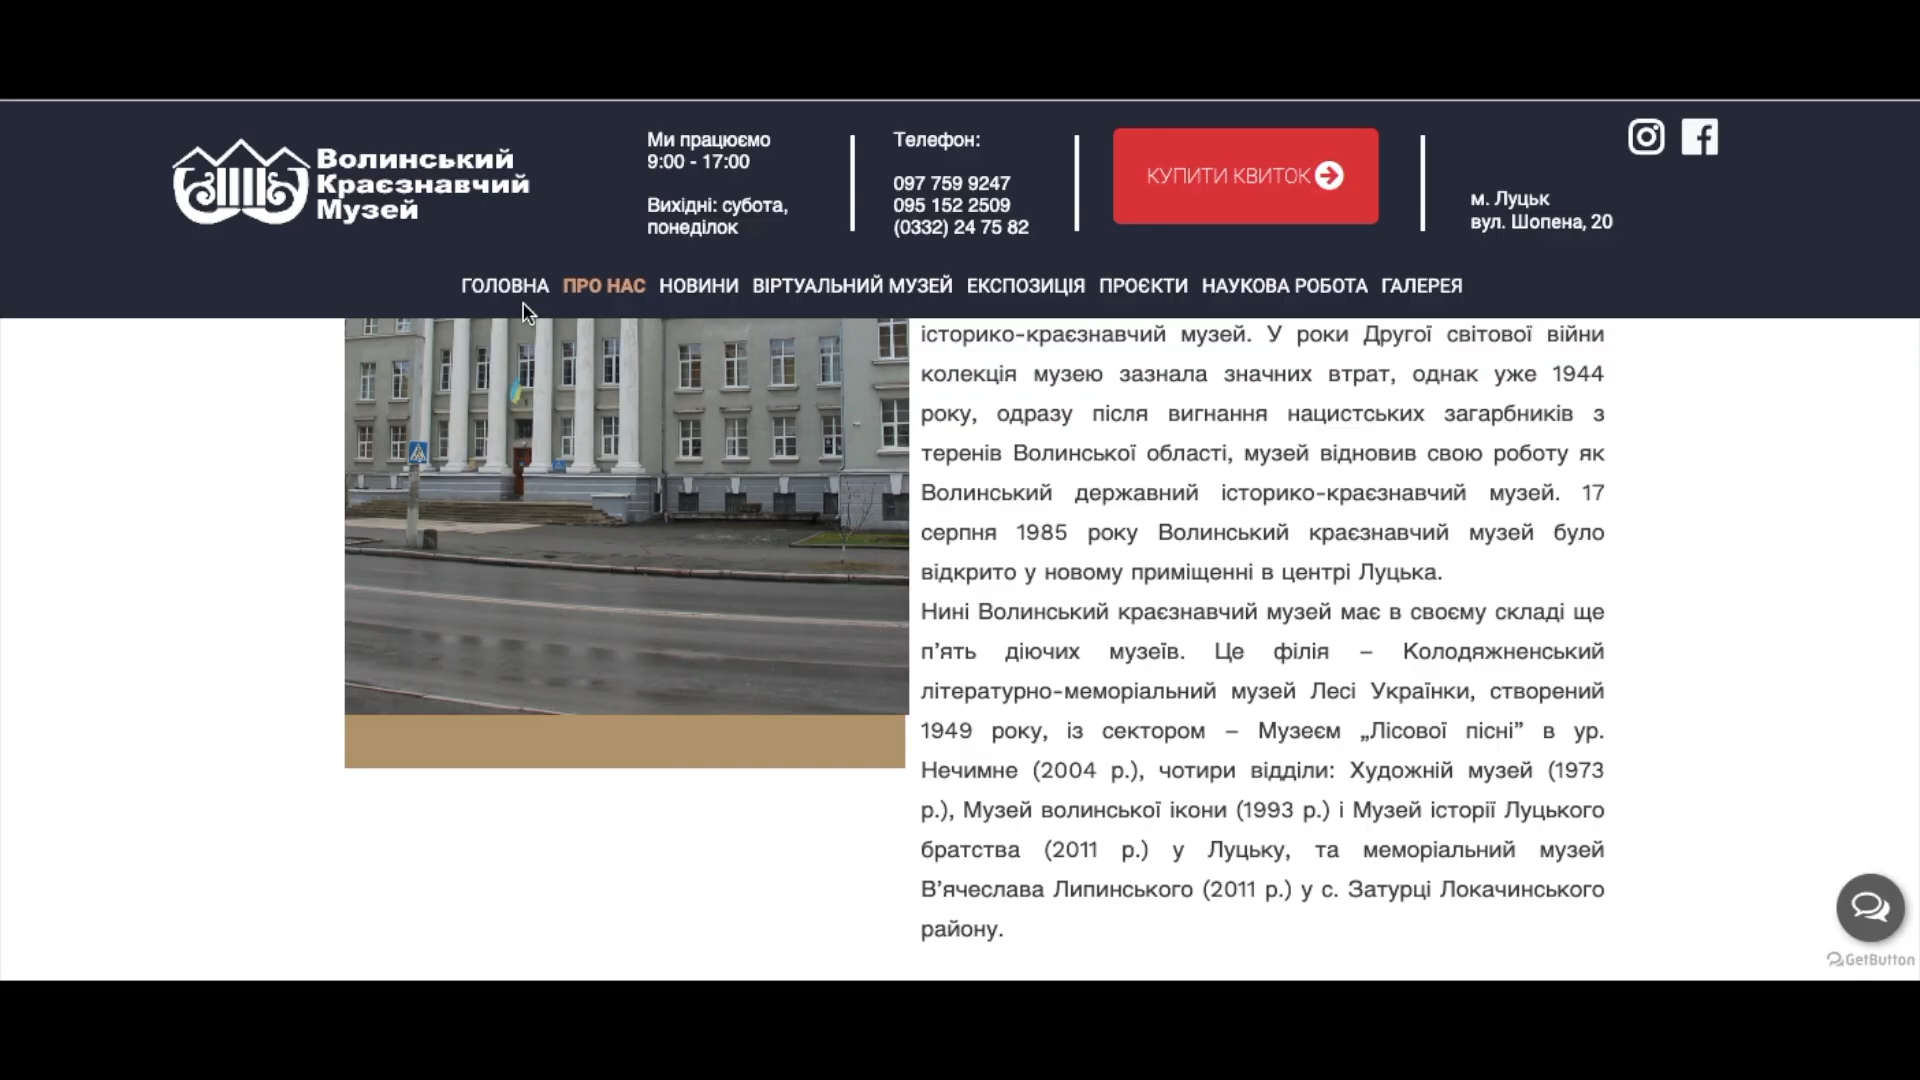 Волинський
Краєзнавчий
Музей
Ми працюємо
9:00 - 17:00
Вихідні: субота,
понеділок
Телефон:
097 759 9247
095 152 2509
(0332) 24 75 82
КУПИТИ КВИТОК
м. Луцьк
вул. Шопена, 20
ГОЛОВНА ПРО НАС НОВИНИ ВІРТУАЛЬНИЙ МУЗЕЙ ЕКСПОЗИЦІЯ ПРОЄКТИ НАУКОВА РОБОТА ГАЛЕРЕЯ
історико-краєзнавчий музей. У роки Другої світової війни
колекція музею зазнала значних втрат, однак уже 1944
року, одразу після вигнання нацистських загарбників з
теренів Волинської області, музей відновив свою роботу як
Волинський державний історико-краєзнавчий музей. 17
серпня 1985 року Волинський краєзнавчий музей було
відкрито у новому приміщенні в центрі Луцька.
Нині Волинський краєзнавчий музей має в своєму складі ще
п’ять діючих музеїв. Це філія – Колодяжненський
літературно-меморіальний музей Лесі Українки, створений
1949 року, із сектором – Музеєм „Лісової пісні” в ур.
Нечимне (2004 р.), чотири відділи: Художній музей (1973
р.), Музей волинської ікони (1993 р.) і Музей історії Луцького
братства (2011 р.) у Луцьку, та меморіальний музей
В’ячеслава Липинського (2011 р.) у с. Затурці Локачинського
району.
GetButton